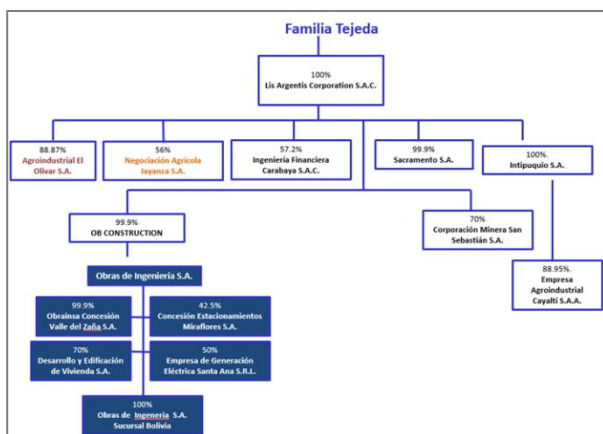 Familia Tejeda
100%
Lis Argentis Corporation S.A.C.
88.87%
Agroindustrial El
Olivar S.A.
56%
Negociación Agrícola
Jayanca S.A.
57.2%
Ingeniería Financiera
Carabaya S.A.C.
99.9%
Sacramento S.A.
100%.
Intipuquio S.A.
99.9%
OB CONSTRUCTION
70%
Corporación Minera San
Sebastián S.A.
Obras de Ingeniería S.A.
88.95%.
Empresa
Agroindustrial
Cayaltí S.A.A.
99.9%
Obrainsa Concesión
Valle del Zaña S.A.
42.5%
Concesión Estacionamientos
Miraflores S.A.
70%
Desarrollo y Edificación
de Vivienda S.A.
50%
Empresa de Generación
Eléctrica Santa Ana S.R.L.
100%
Obras de Ingeneria S.A.
Sucursal Bolivia